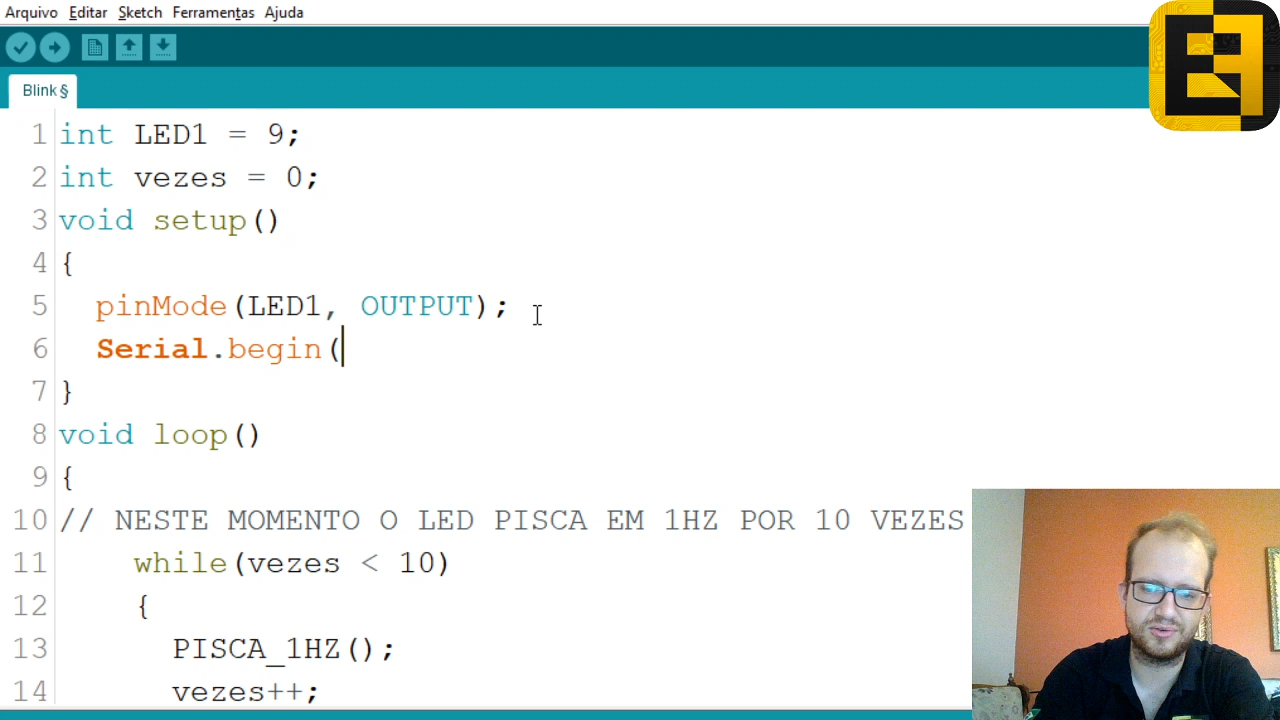 Arquivo Editar Sketch Ferramentas Ajuda
Blink §
1 int LED1 = 9;
2 int vezes = 0;
3 void setup()
4 {
5 pinMode(LED1, OUTPUT);
6 Serial.begin(
7 }
8 void loop()
9 {
10 // NESTE MOMENTO O LED PISCA EM 1HZ POR 10 VEZES
11 while(vezes < 10)
12 {
13 PISCA_1HZ();
14 vezes++;